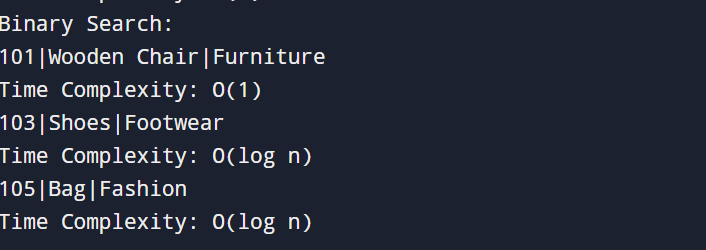 Binary Search:
101|Wooden Chair|Furniture
Time Complexity: O(1)
103|Shoes|Footwear
Time Complexity: O(log n)
105|Bag|Fashion
Time Complexity: O(log n)